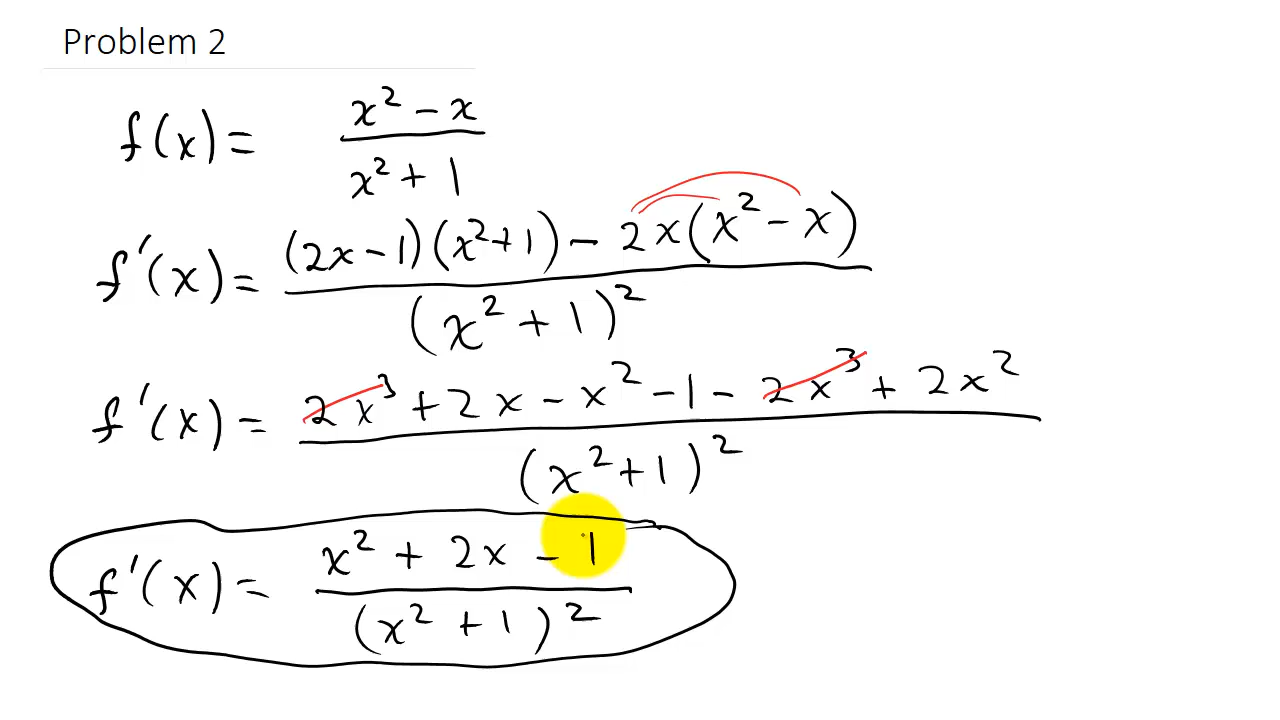 Problem 2
f(x) = (x² - x)/(x² + 1)
f'(x) = ((2x - 1)(x² + 1) - 2x(x² - x))/(x² + 1)²
f'(x) = (2x³ + 2x - x² - 1 - 2x³ + 2x²)/(x² + 1)²
f'(x) = (x² + 2x - 1)/(x² + 1)²